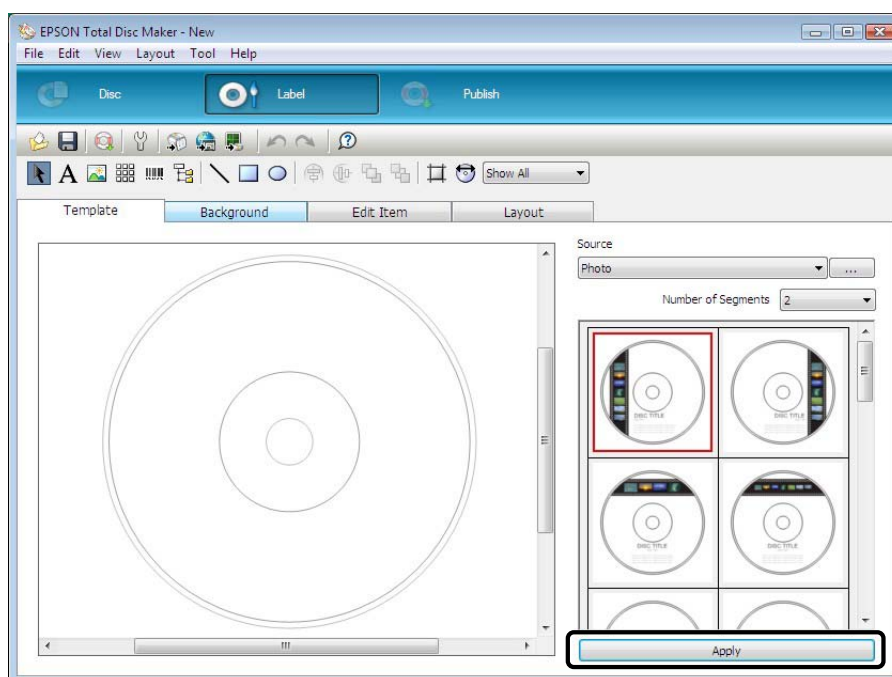 EPSON Total Disc Maker - New
File Edit View Layout Tool Help
Disc Label Publish
A Show All
Template Background Edit Item Layout
Source
Photo ...
Number of Segments 2
DISC TITLE DISC TITLE
DISC TITLE DISC TITLE
Apply